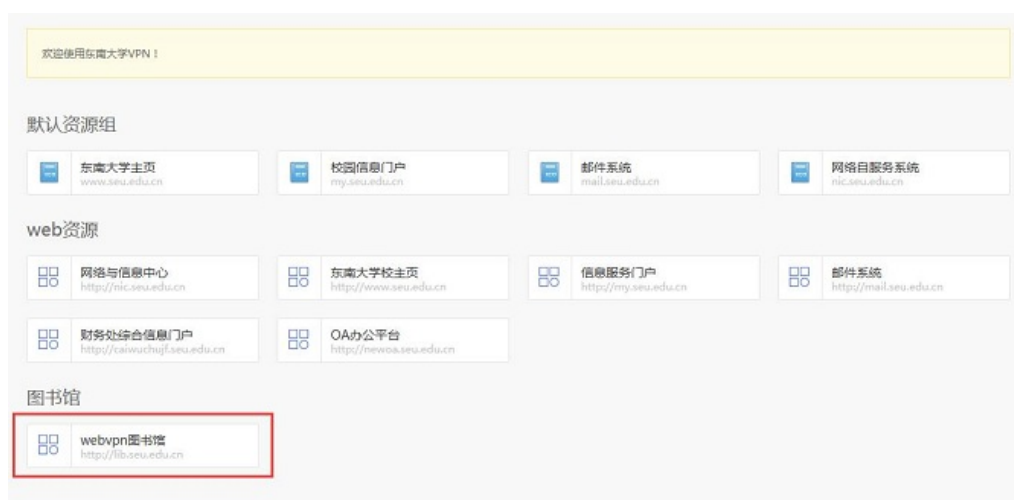 欢迎使用东南大学VPN！
默认资源组
东南大学主页
www.seu.edu.cn
校园信息门户
my.seu.edu.cn
邮件系统
mail.seu.edu.cn
网络自服务系统
nic.seu.edu.cn
web资源
网络与信息中心
http://nic.seu.edu.cn
东南大学校主页
http://www.seu.edu.cn
信息服务门户
http://my.seu.edu.cn
邮件系统
http://mail.seu.edu.cn
财务处综合信息门户
http://caiwuchujf.seu.edu.cn
OA办公平台
http://newoa.seu.edu.cn
图书馆
webvpn图书馆
http://lib.seu.edu.cn